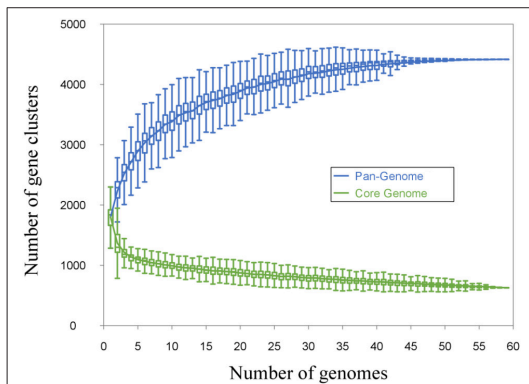 Number of gene clusters
5000
4000
3000
2000
1000
0
Pan-Genome
Core Genome
0 5 10 15 20 25 30 35 40 45 50 55 60
Number of genomes